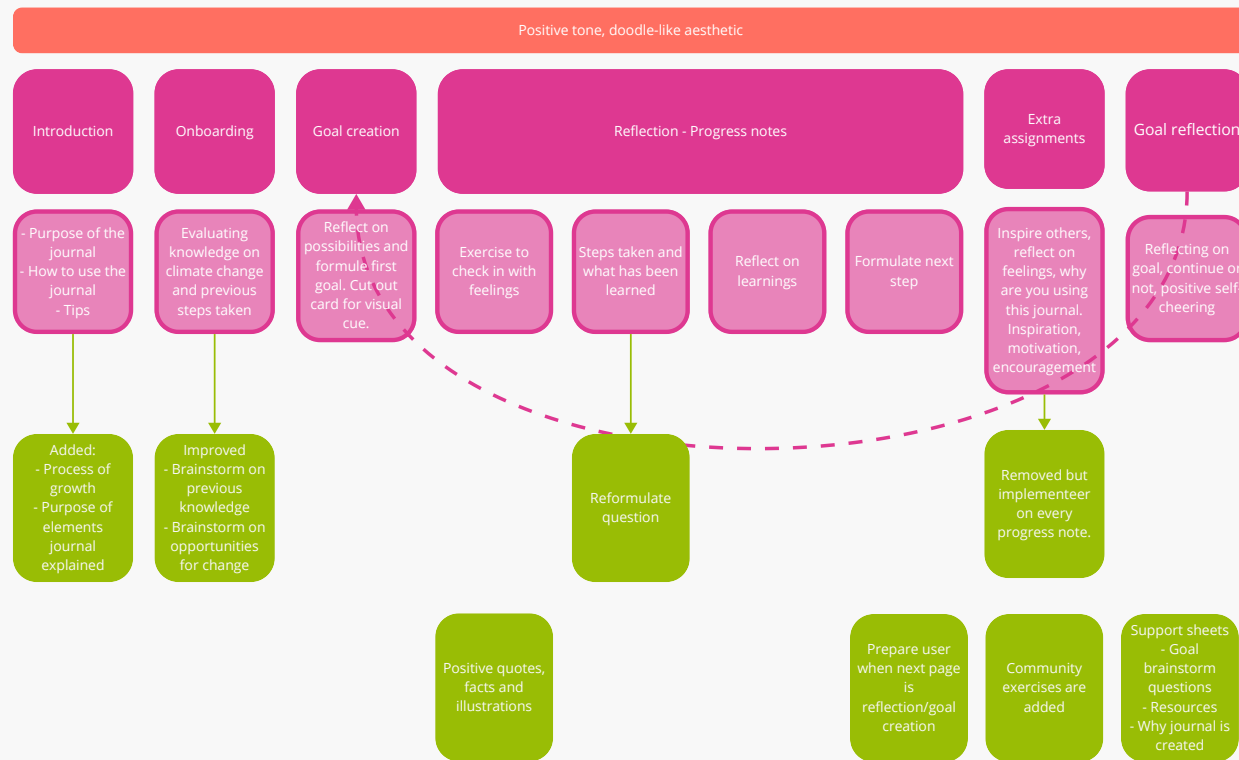 Positive tone, doodle-like aesthetic
Introduction
Onboarding
Goal creation
Reflection - Progress notes
Extra
assignments
Goal reflection
- Purpose of the
journal
- How to use the
journal
- Tips
Evaluating
knowledge on
climate change
and previous
steps taken
Reflect on
possibilities and
formule first
goal. Cut out
card for visual
cue.
Exercise to
check in with
feelings
Steps taken and
what has been
learned
Reflect on
learnings
Formulate next
step
Inspire others,
reflect on
feelings, why
are you using
this journal.
Inspiration,
motivation,
encouragement
Reflecting on
goal, continue or
not, positive self-
cheering
Added:
- Process of
growth
- Purpose of
elements
journal
explained
Improved
- Brainstorm on
previous
knowledge
- Brainstorm on
opportunities
for change
Reformulate
question
Removed but
implementeer
on every
progress note.
Positive quotes,
facts and
illustrations
Prepare user
when next page
is
reflection/goal
creation
Community
exercises are
added
Support sheets
- Goal
brainstorm
questions
- Resources
- Why journal is
created